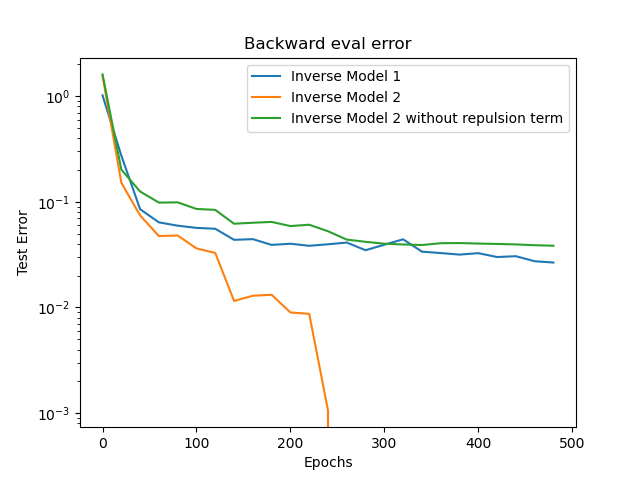 Backward eval error
Inverse Model 1
Inverse Model 2
Inverse Model 2 without repulsion term
Test Error
10⁰
10⁻¹
10⁻²
10⁻³
0 100 200 300 400 500
Epochs